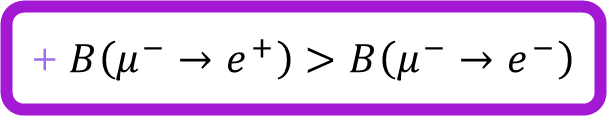 + B(μ⁻ → e⁺) > B(μ⁻ → e⁻)